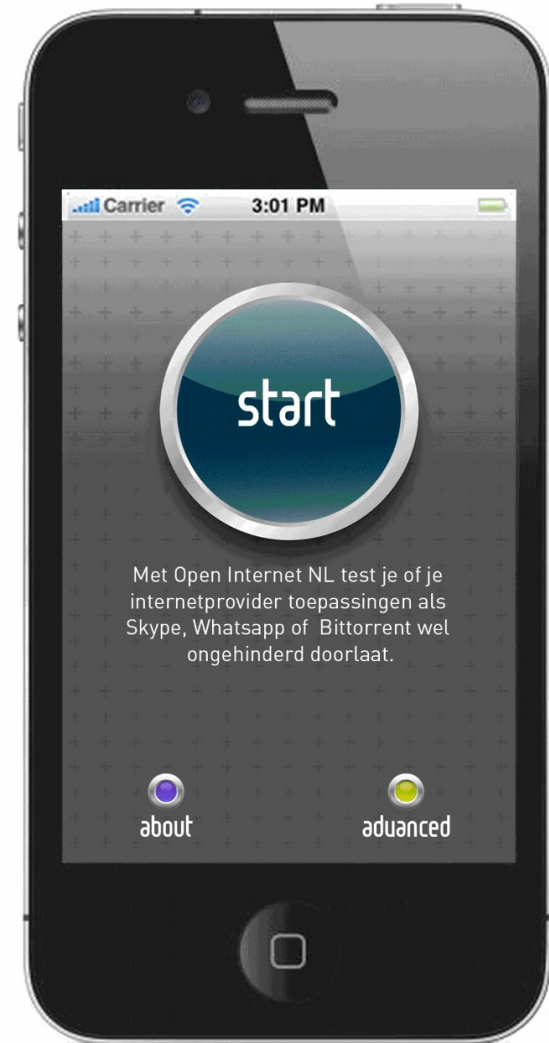 Carrier 3:01 PM
start
Met Open Internet NL test je of je
internetprovider toepassingen als
Skype, Whatsapp of Bittorrent wel
ongehinderd doorlaat.
about aduanced